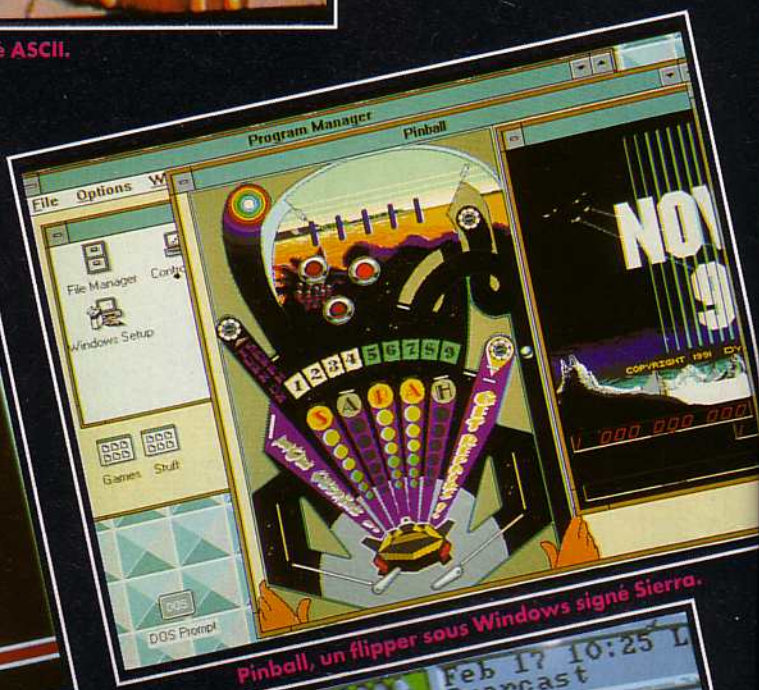 é ASCII.
Program Manager
Pinball
File Options W
File Manager
Contro
Windows Setup
Games
Stuff
DOS
DOS Prompt
NOV
9
COPYRIGHT 1991 DY
000 000 000
1 2 3 4 5 6 7 8 9
S A R A H
Pinball, un flipper sous Windows signé Sierra.
Feb 17 10:25 L